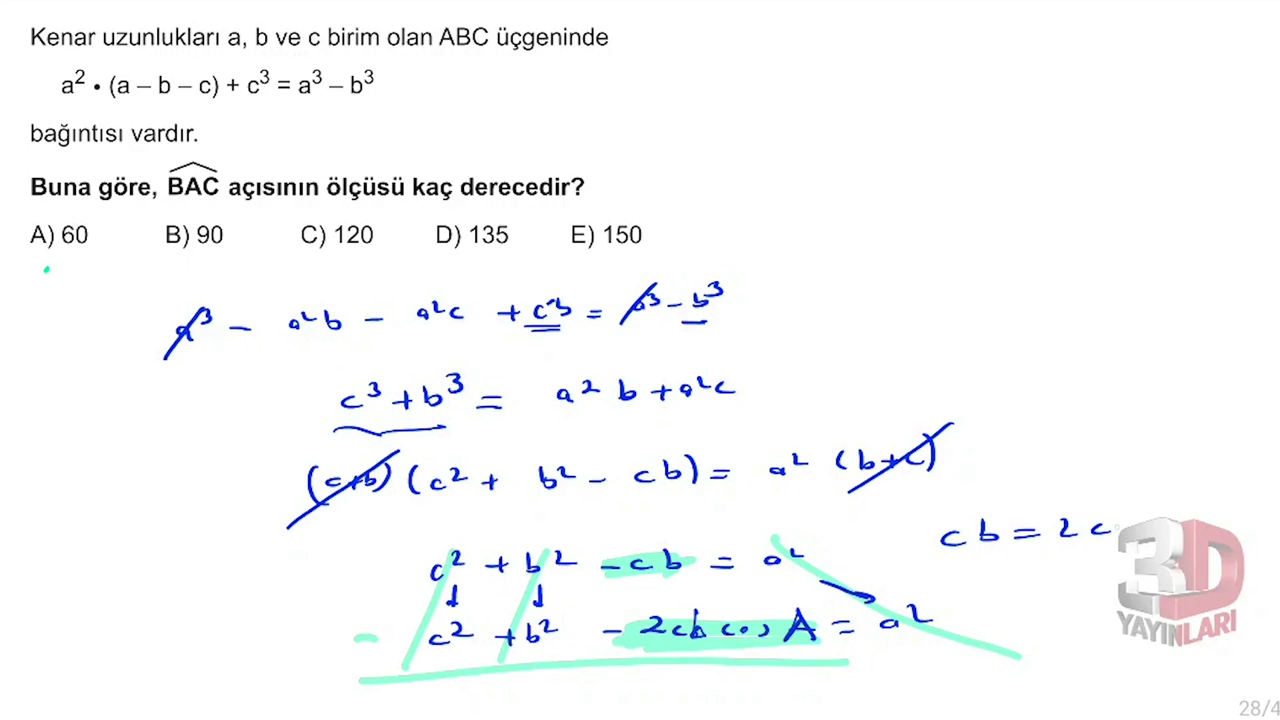 Kenar uzunlukları a, b ve c birim olan ABC üçgeninde
a² • (a – b – c) + c³ = a³ – b³
bağıntısı vardır.
Buna göre, BAC açısının ölçüsü kaç derecedir?
A) 60 B) 90 C) 120 D) 135 E) 150
a³ – a²b – a²c + c³ = a³ – b³
c³ + b³ = a²b + a²c
(c+b) (c² + b² – cb) = a² (b+c)
cb = 2c
c² + b² – cb = a²
– c² + b² – 2cb cos A = a²
3D
YAYINLARI
28/4